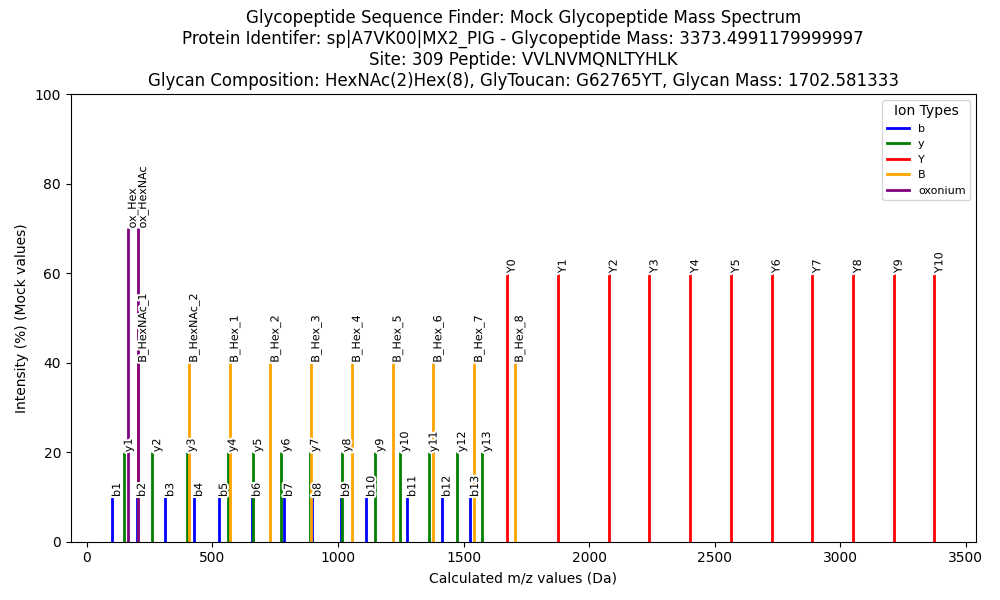 Glycopeptide Sequence Finder: Mock Glycopeptide Mass Spectrum
Protein Identifer: sp|A7VK00|MX2_PIG - Glycopeptide Mass: 3373.4991179999997
Site: 309 Peptide: VVLNVMQNLTYHLK
Glycan Composition: HexNAc(2)Hex(8), GlyToucan: G62765YT, Glycan Mass: 1702.581333
Intensity (%) (Mock values)
100
80
60
40
20
0
Ion Types
b
y
Y
B
oxonium
ox_Hex
ox_HexNAc
Y0
Y1
Y2
Y3
Y4
Y5
Y6
Y7
Y8
Y9
Y10
B_HexNAc_1
B_HexNAc_2
B_Hex_1
B_Hex_2
B_Hex_3
B_Hex_4
B_Hex_5
B_Hex_6
B_Hex_7
B_Hex_8
y1
y2
y3
y4
y5
y6
y7
y8
y9
y10
y11
y12
y13
b1
b2
b3
b4
b5
b6
b7
b8
b9
b10
b11
b12
b13
0
500
1000
1500
2000
2500
3000
3500
Calculated m/z values (Da)